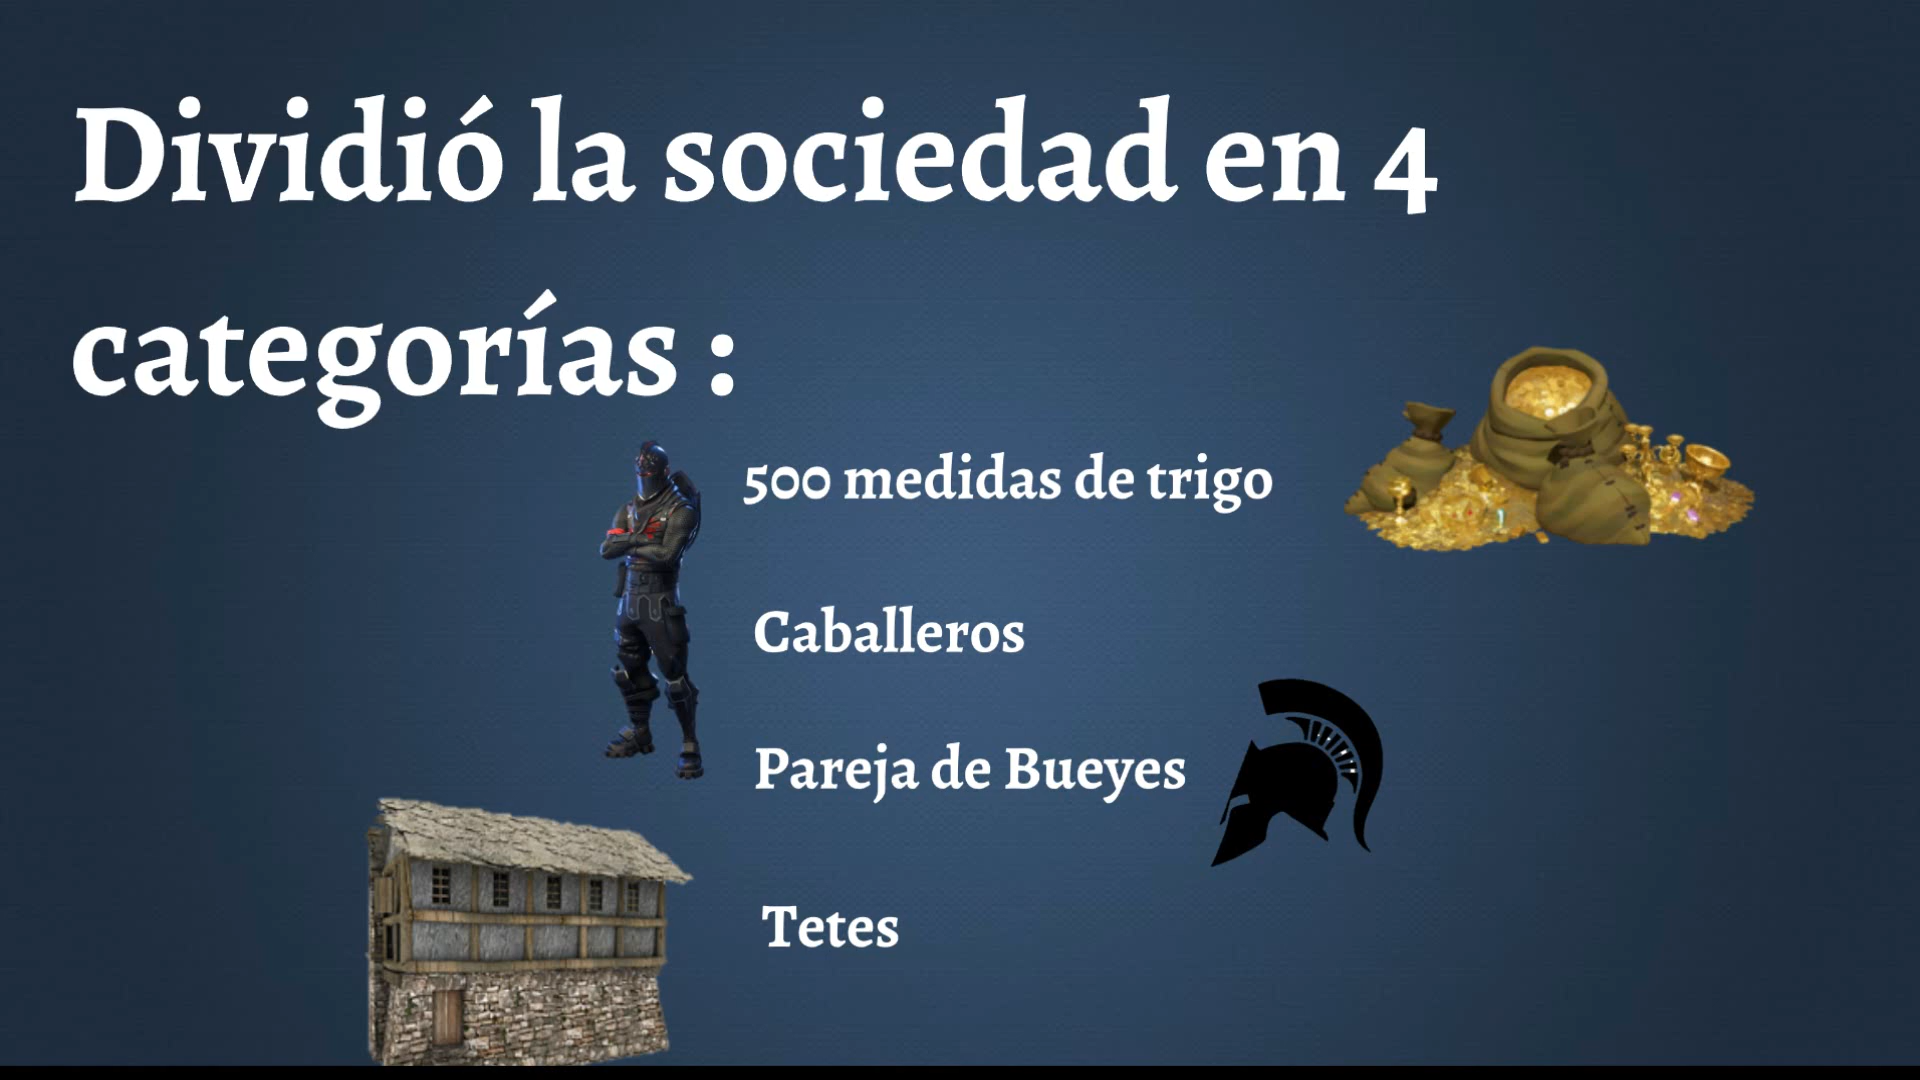 Dividió la sociedad en 4
categorías :
500 medidas de trigo
Caballeros
Pareja de Bueyes
Tetes